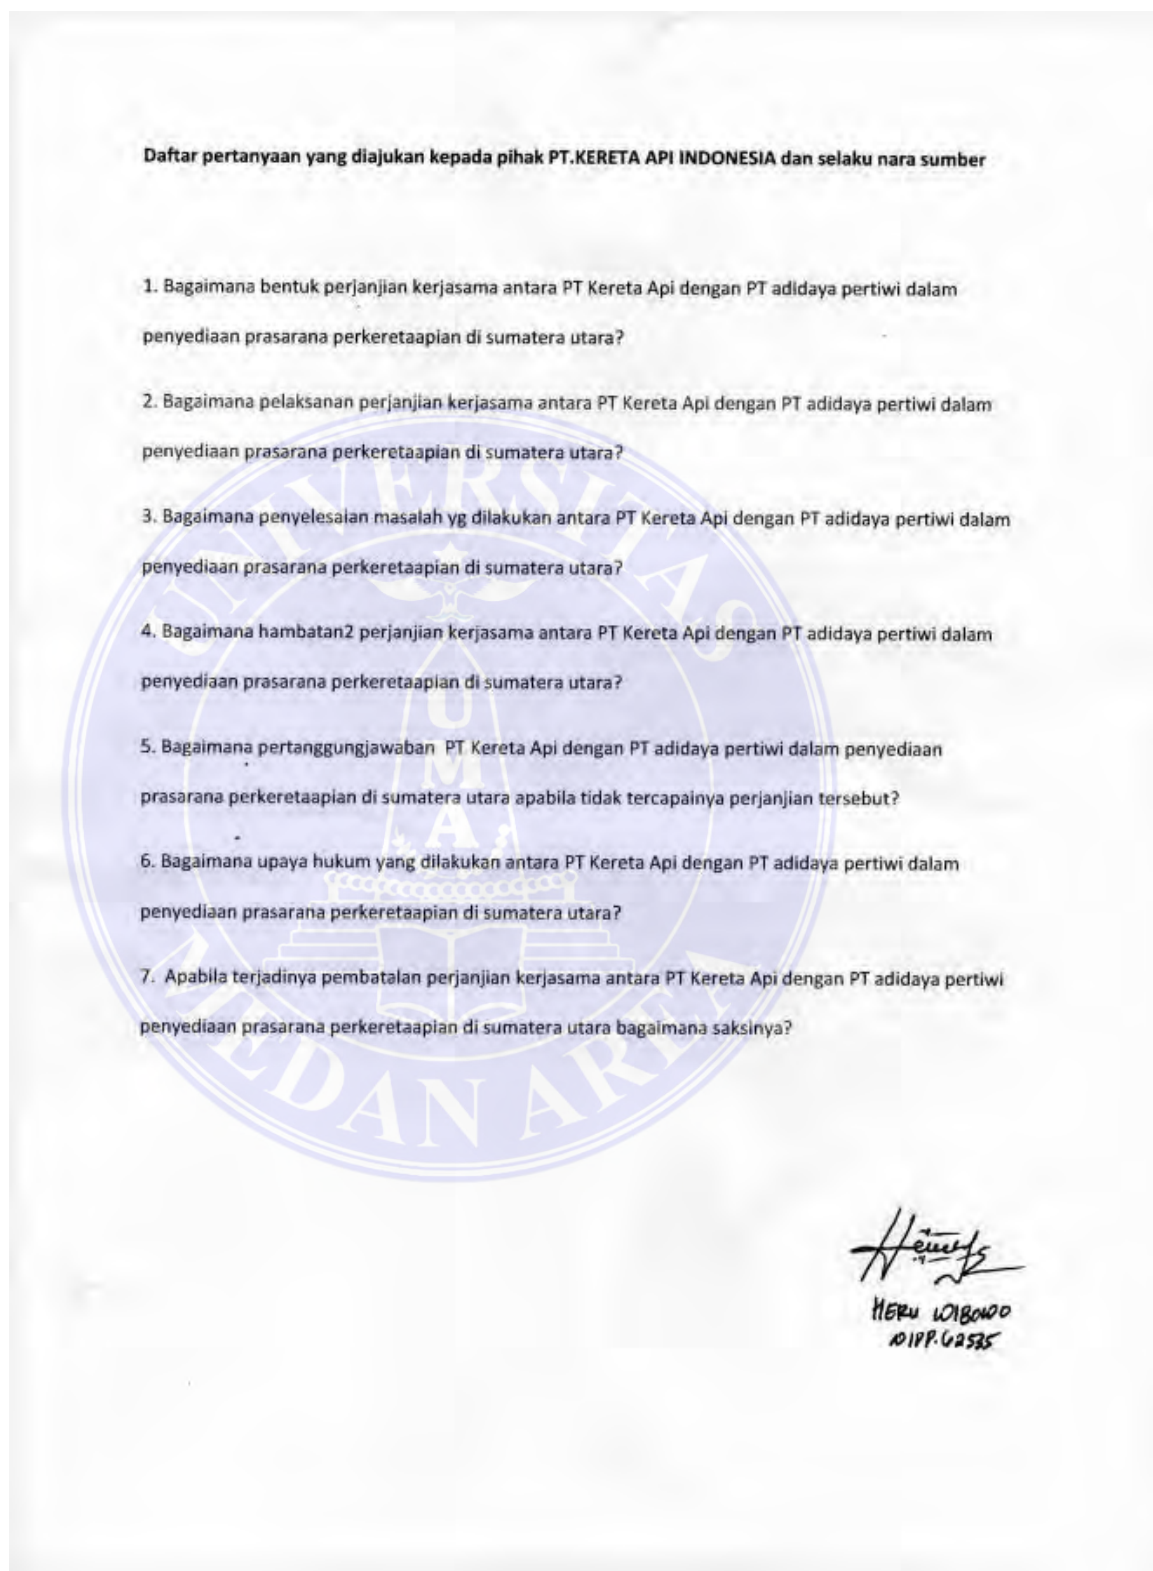 Daftar pertanyaan yang diajukan kepada pihak PT.KERETA API INDONESIA dan selaku nara sumber
1. Bagaimana bentuk perjanjian kerjasama antara PT Kereta Api dengan PT adidaya pertiwi dalam
penyediaan prasarana perkeretaapian di sumatera utara?
2. Bagaimana pelaksanan perjanjian kerjasama antara PT Kereta Api dengan PT adidaya pertiwi dalam
penyediaan prasarana perkeretaapian di sumatera utara?
3. Bagaimana penyelesaian masalah yg dilakukan antara PT Kereta Api dengan PT adidaya pertiwi dalam
penyediaan prasarana perkeretaapian di sumatera utara?
4. Bagaimana hambatan2 perjanjian kerjasama antara PT Kereta Api dengan PT adidaya pertiwi dalam
penyediaan prasarana perkeretaapian di sumatera utara?
5. Bagaimana pertanggungjawaban PT Kereta Api dengan PT adidaya pertiwi dalam penyediaan
prasarana perkeretaapian di sumatera utara apabila tidak tercapainya perjanjian tersebut?
6. Bagaimana upaya hukum yang dilakukan antara PT Kereta Api dengan PT adidaya pertiwi dalam
penyediaan prasarana perkeretaapian di sumatera utara?
7. Apabila terjadinya pembatalan perjanjian kerjasama antara PT Kereta Api dengan PT adidaya pertiwi
penyediaan prasarana perkeretaapian di sumatera utara bagaimana saksinya?
UNIVERSITAS
UMA
MEDAN AREA
HERU WIBOWO
NIPP.62535